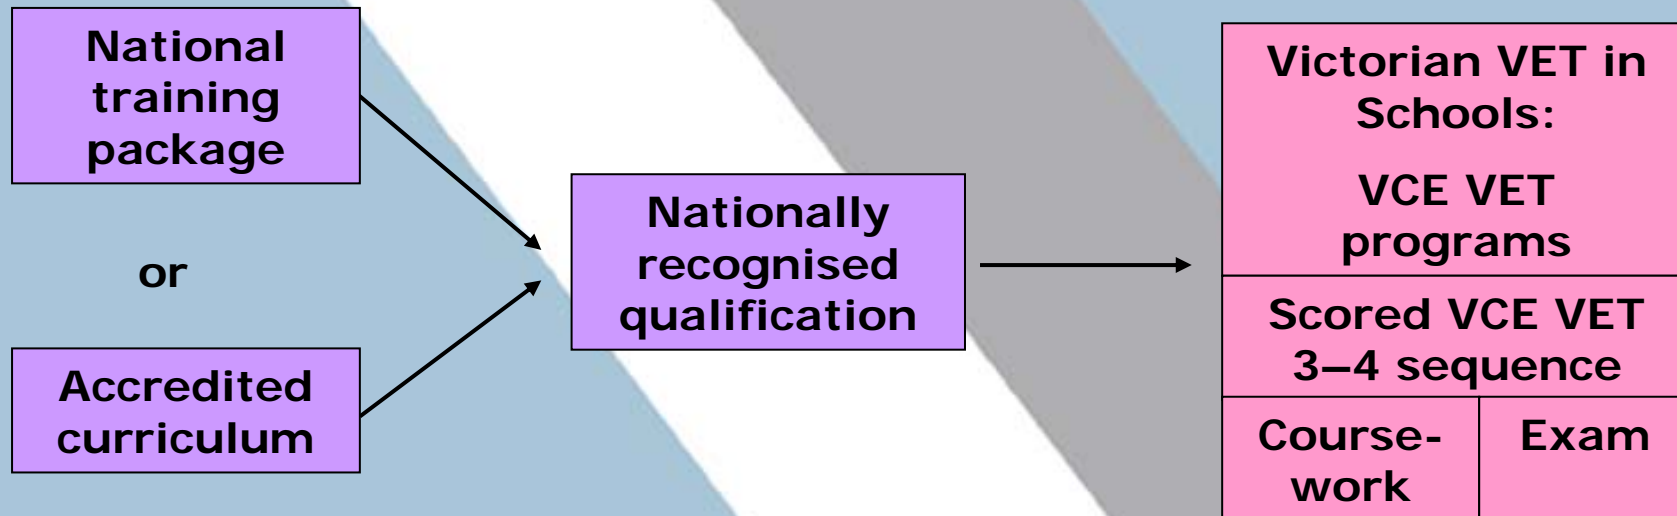 National
training
package
or
Accredited
curriculum
Nationally
recognised
qualification
Victorian VET in
Schools:
VCE VET
programs
Scored VCE VET
3–4 sequence
Course-
work
Exam